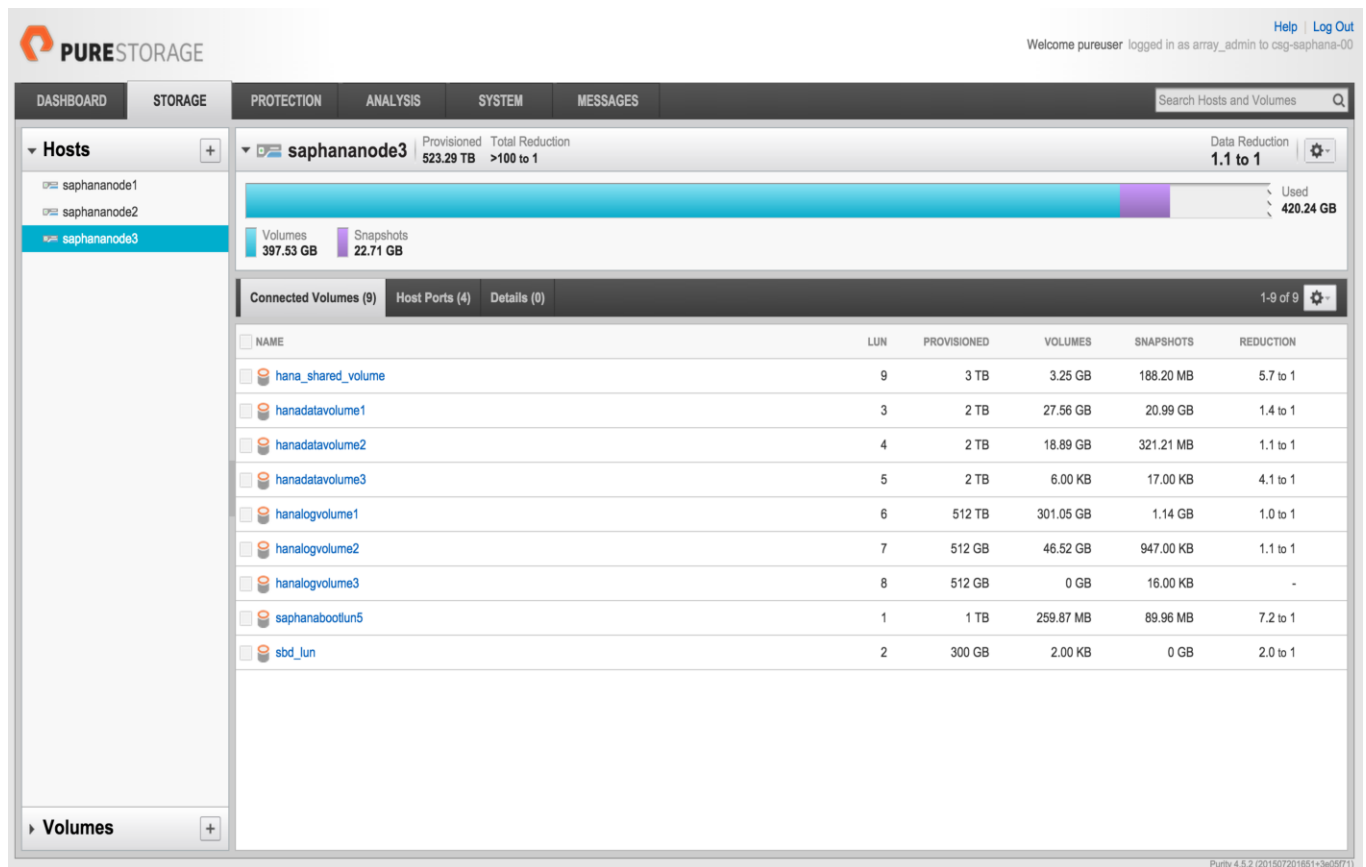 Help | Log Out
PURESTORAGE
Welcome pureuser logged in as array_admin to csg-saphana-00
DASHBOARD STORAGE PROTECTION ANALYSIS SYSTEM MESSAGES Search Hosts and Volumes
Hosts +
saphananode1
saphananode2
saphananode3
saphananode3 Provisioned Total Reduction Data Reduction
523.29 TB >100 to 1 1.1 to 1
Used
420.24 GB
Volumes Snapshots
397.53 GB 22.71 GB
Connected Volumes (9) Host Ports (4) Details (0) 1-9 of 9
NAME LUN PROVISIONED VOLUMES SNAPSHOTS REDUCTION
hana_shared_volume 9 3 TB 3.25 GB 188.20 MB 5.7 to 1
hanadatavolume1 3 2 TB 27.56 GB 20.99 GB 1.4 to 1
hanadatavolume2 4 2 TB 18.89 GB 321.21 MB 1.1 to 1
hanadatavolume3 5 2 TB 6.00 KB 17.00 KB 4.1 to 1
hanalogvolume1 6 512 TB 301.05 GB 1.14 GB 1.0 to 1
hanalogvolume2 7 512 GB 46.52 GB 947.00 KB 1.1 to 1
hanalogvolume3 8 512 GB 0 GB 16.00 KB -
saphanabootlun5 1 1 TB 259.87 MB 89.96 MB 7.2 to 1
sbd_lun 2 300 GB 2.00 KB 0 GB 2.0 to 1
Volumes +
Purity 4.5.2 (201507201651+3e05f71)